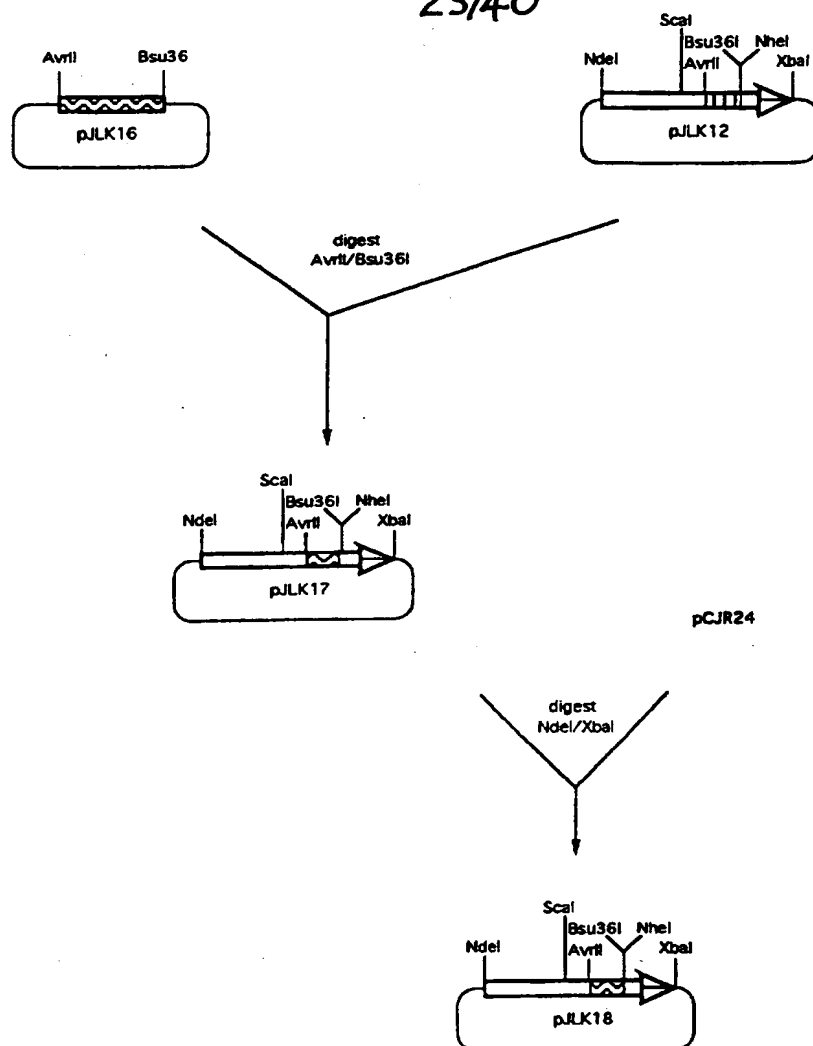 23/40
AvrII Bsu36
pJLK16
ScaI
Bsu36I NheI
NdeI AvrII XbaI
pJLK12
digest
AvrII/Bsu36I
ScaI
Bsu36I NheI
NdeI AvrII XbaI
pJLK17
pCJR24
digest
NdeI/XbaI
ScaI
Bsu36I NheI
NdeI AvrII XbaI
pJLK18